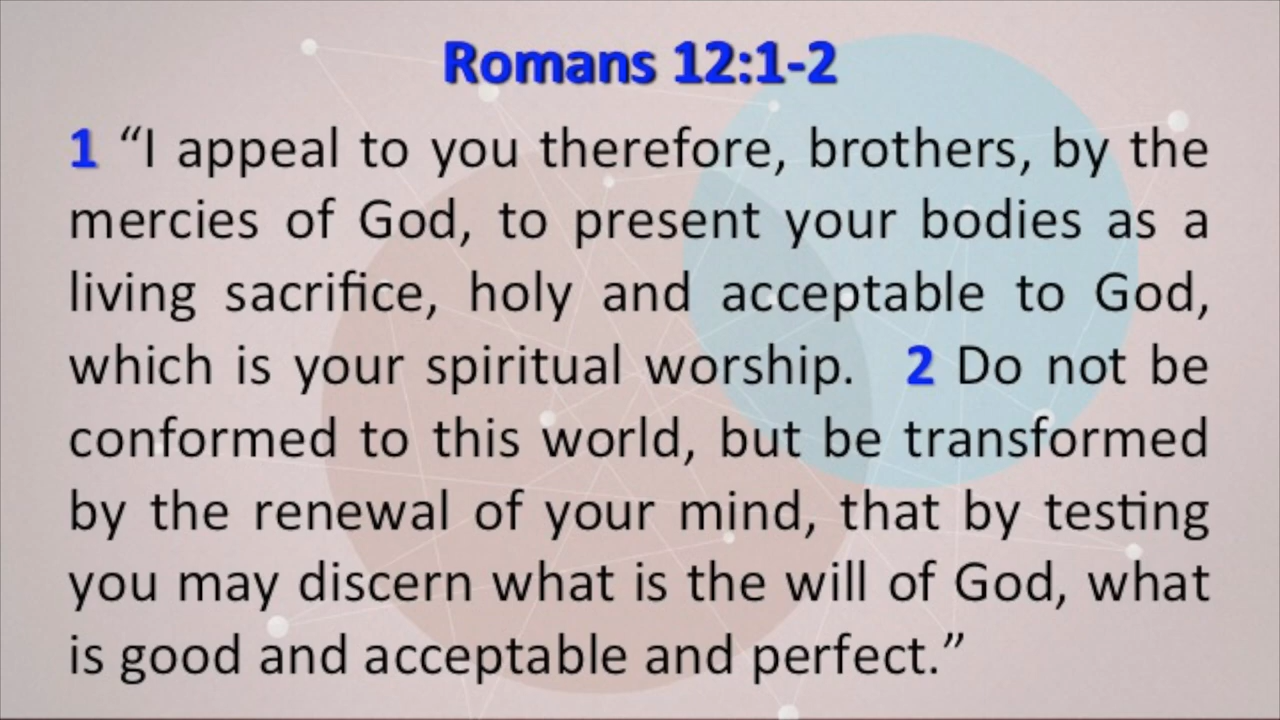 Romans 12:1-2
1 “I appeal to you therefore, brothers, by the
mercies of God, to present your bodies as a
living sacrifice, holy and acceptable to God,
which is your spiritual worship. 2 Do not be
conformed to this world, but be transformed
by the renewal of your mind, that by testing
you may discern what is the will of God, what
is good and acceptable and perfect.”